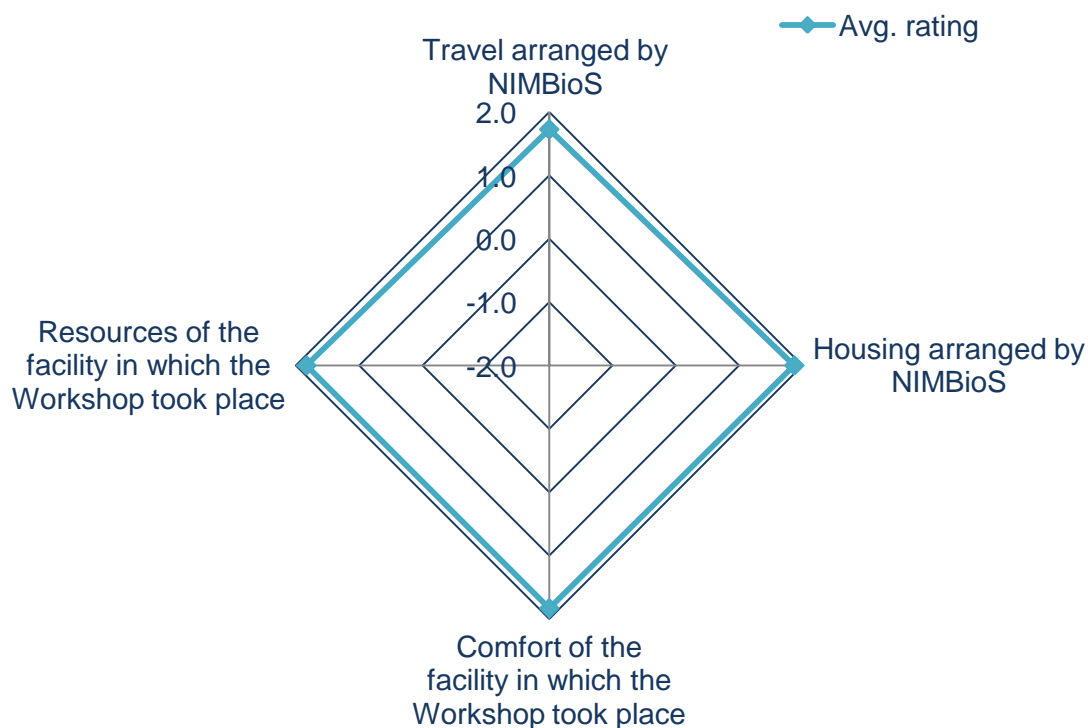 Avg. rating
Travel arranged by
NIMBioS
2.0
1.0
0.0
-1.0
-2.0
Resources of the
facility in which the
Workshop took place
Housing arranged by
NIMBioS
Comfort of the
facility in which the
Workshop took place